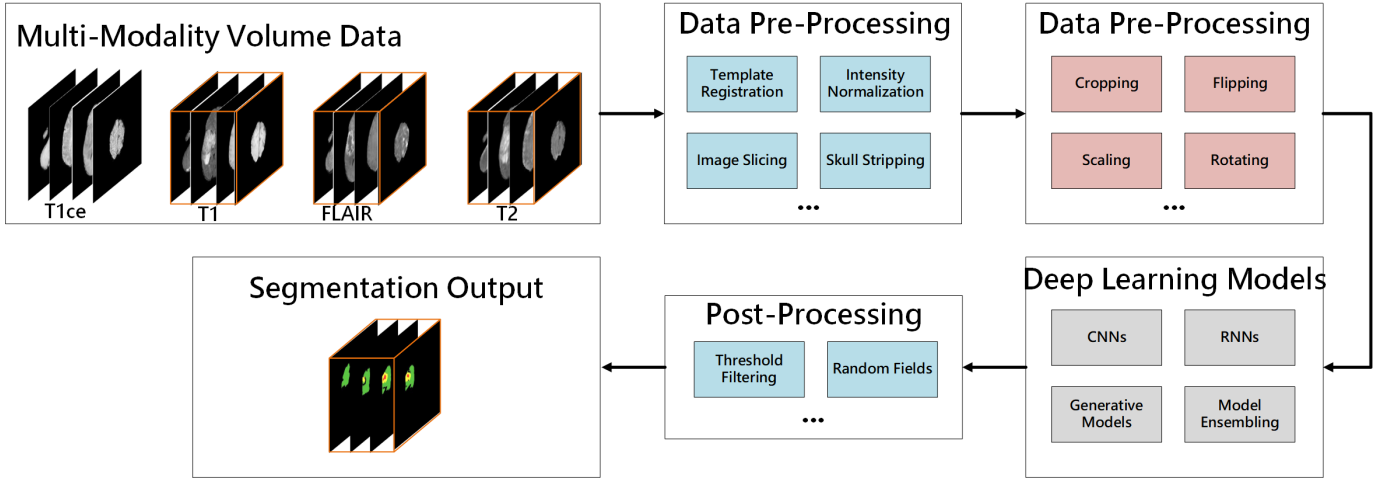 Multi-Modality Volume Data
T1ce
T1
FLAIR
T2
Data Pre-Processing
Template
Registration
Intensity
Normalization
Image Slicing
Skull Stripping
...
Data Pre-Processing
Cropping
Flipping
Scaling
Rotating
...
Deep Learning Models
CNNs
RNNs
Generative
Models
Model
Ensembling
Post-Processing
Threshold
Filtering
Random Fields
...
Segmentation Output